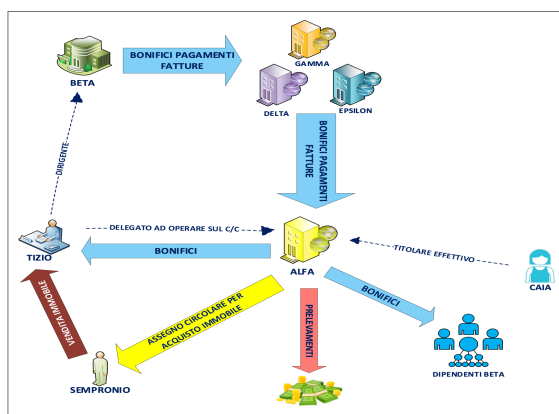 BONIFICI PAGAMENTI
FATTURE
BETA
GAMMA
DELTA
EPSILON
BONIFICI PAGAMENTI
FATTURE
DIRIGENTE
DELEGATO AD OPERARE SUL C/C
TIZIO
BONIFICI
ALFA
TITOLARE EFFETTIVO
CAIA
VENDITA IMMOBILE
ASSEGNO CIRCOLARE PER
ACQUISTO IMMOBILE
PRELEVAMENTI
BONIFICI
SEMPRONIO
DIPENDENTI BETA